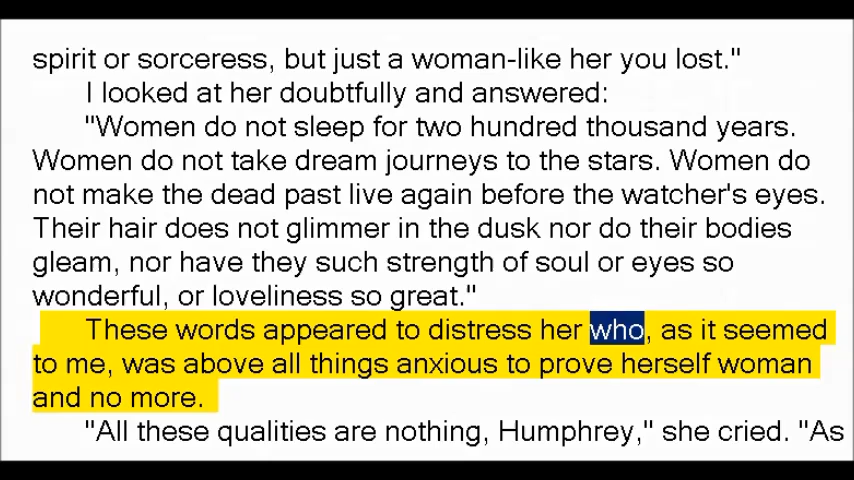 spirit or sorceress, but just a woman-like her you lost."
I looked at her doubtfully and answered:
"Women do not sleep for two hundred thousand years.
Women do not take dream journeys to the stars. Women do
not make the dead past live again before the watcher's eyes.
Their hair does not glimmer in the dusk nor do their bodies
gleam, nor have they such strength of soul or eyes so
wonderful, or loveliness so great."
These words appeared to distress her who, as it seemed
to me, was above all things anxious to prove herself woman
and no more.
"All these qualities are nothing, Humphrey," she cried. "As